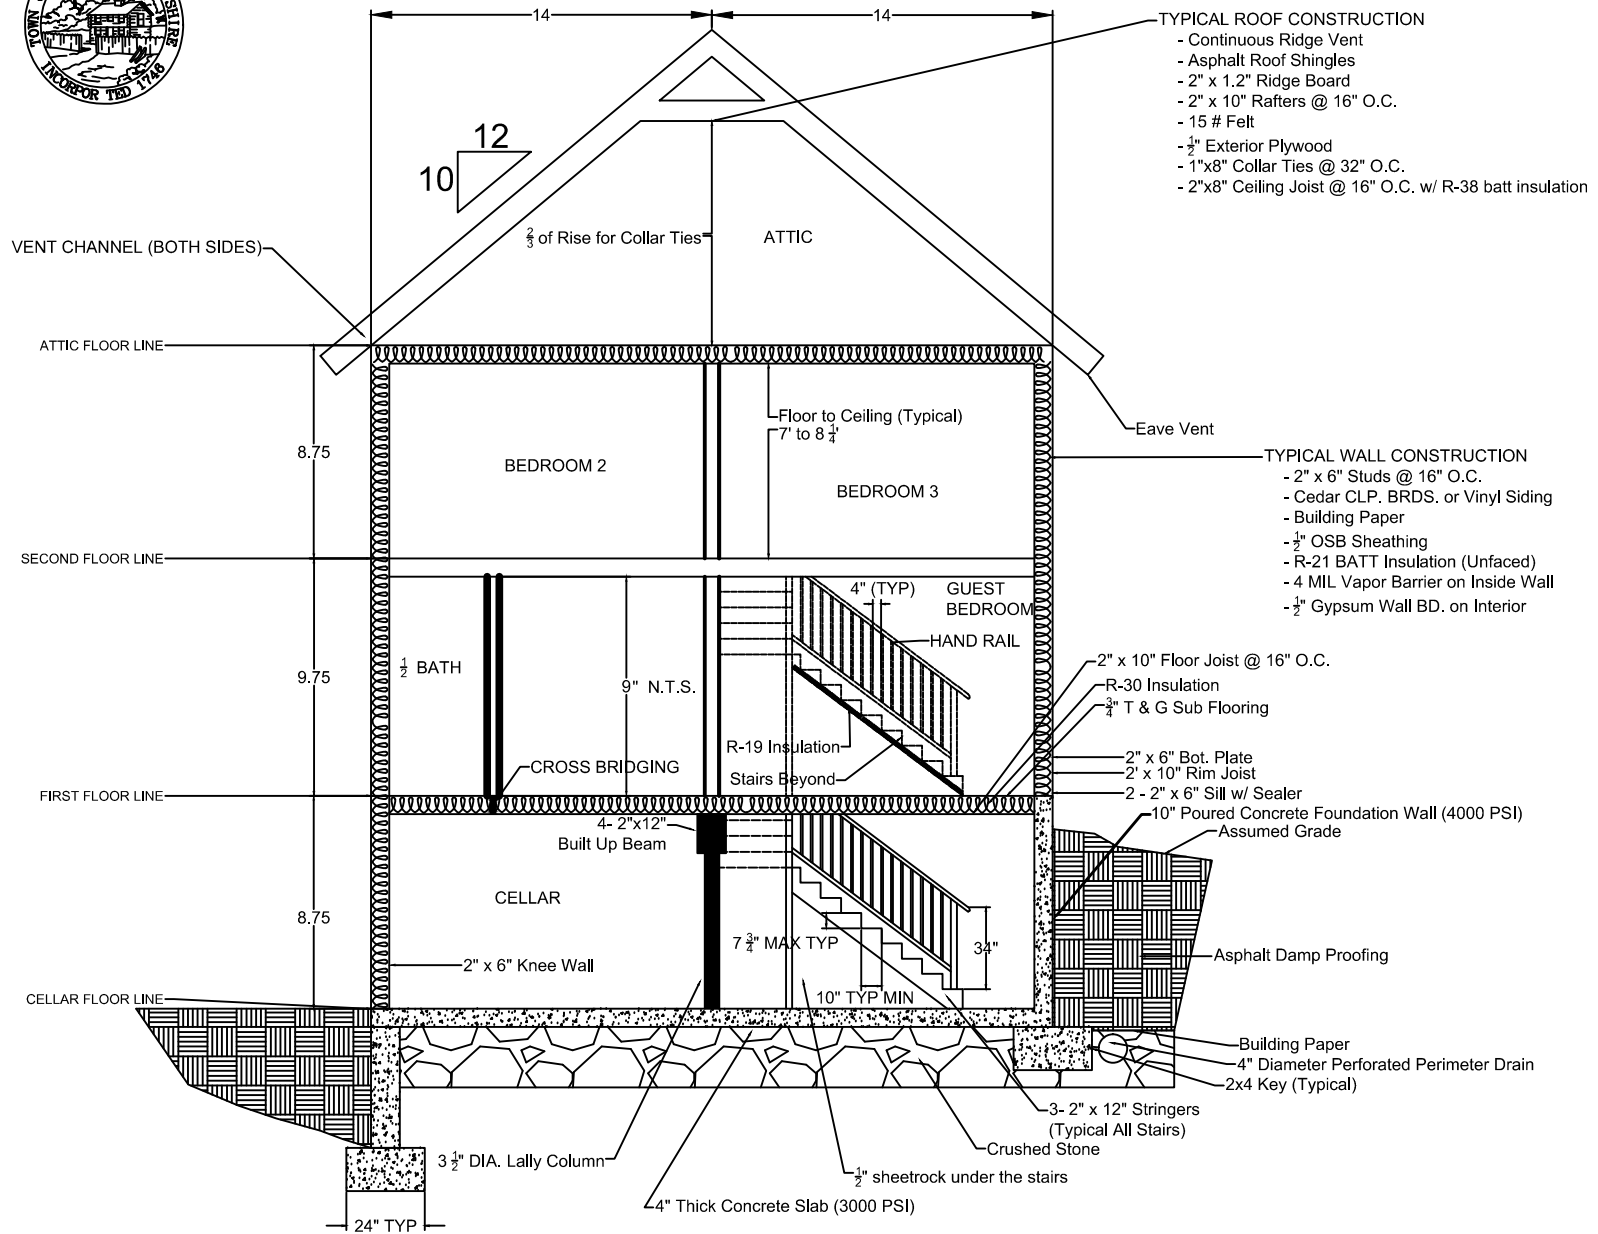 TOWN
SHIRE
INCORPOR TED 1746
14
14
TYPICAL ROOF CONSTRUCTION
- Continuous Ridge Vent
- Asphalt Roof Shingles
- 2" x 1.2" Ridge Board
- 2" x 10" Rafters @ 16" O.C.
- 15 # Felt
- 1/2" Exterior Plywood
- 1"x8" Collar Ties @ 32" O.C.
- 2"x8" Ceiling Joist @ 16" O.C. w/ R-38 batt insulation
12
10
2/3 of Rise for Collar Ties
ATTIC
VENT CHANNEL (BOTH SIDES)
ATTIC FLOOR LINE
Eave Vent
8.75
Floor to Ceiling (Typical)
7' to 8 1/4'
BEDROOM 2
BEDROOM 3
TYPICAL WALL CONSTRUCTION
- 2" x 6" Studs @ 16" O.C.
- Cedar CLP. BRDS. or Vinyl Siding
- Building Paper
- 1/2" OSB Sheathing
- R-21 BATT Insulation (Unfaced)
- 4 MIL Vapor Barrier on Inside Wall
- 1/2" Gypsum Wall BD. on Interior
SECOND FLOOR LINE
4" (TYP)
GUEST
BEDROOM
HAND RAIL
1/2 BATH
9.75
9" N.T.S.
2" x 10" Floor Joist @ 16" O.C.
R-30 Insulation
3/4" T & G Sub Flooring
R-19 Insulation
Stairs Beyond
CROSS BRIDGING
2" x 6" Bot. Plate
2' x 10" Rim Joist
2 - 2" x 6" Sill w/ Sealer
FIRST FLOOR LINE
10" Poured Concrete Foundation Wall (4000 PSI)
Assumed Grade
4- 2"x12"
Built Up Beam
CELLAR
8.75
7 3/4" MAX TYP
34"
Asphalt Damp Proofing
2" x 6" Knee Wall
10" TYP MIN
CELLAR FLOOR LINE
Building Paper
4" Diameter Perforated Perimeter Drain
2x4 Key (Typical)
3- 2" x 12" Stringers
(Typical All Stairs)
Crushed Stone
3 1/2" DIA. Lally Column
1/2" sheetrock under the stairs
4" Thick Concrete Slab (3000 PSI)
24" TYP